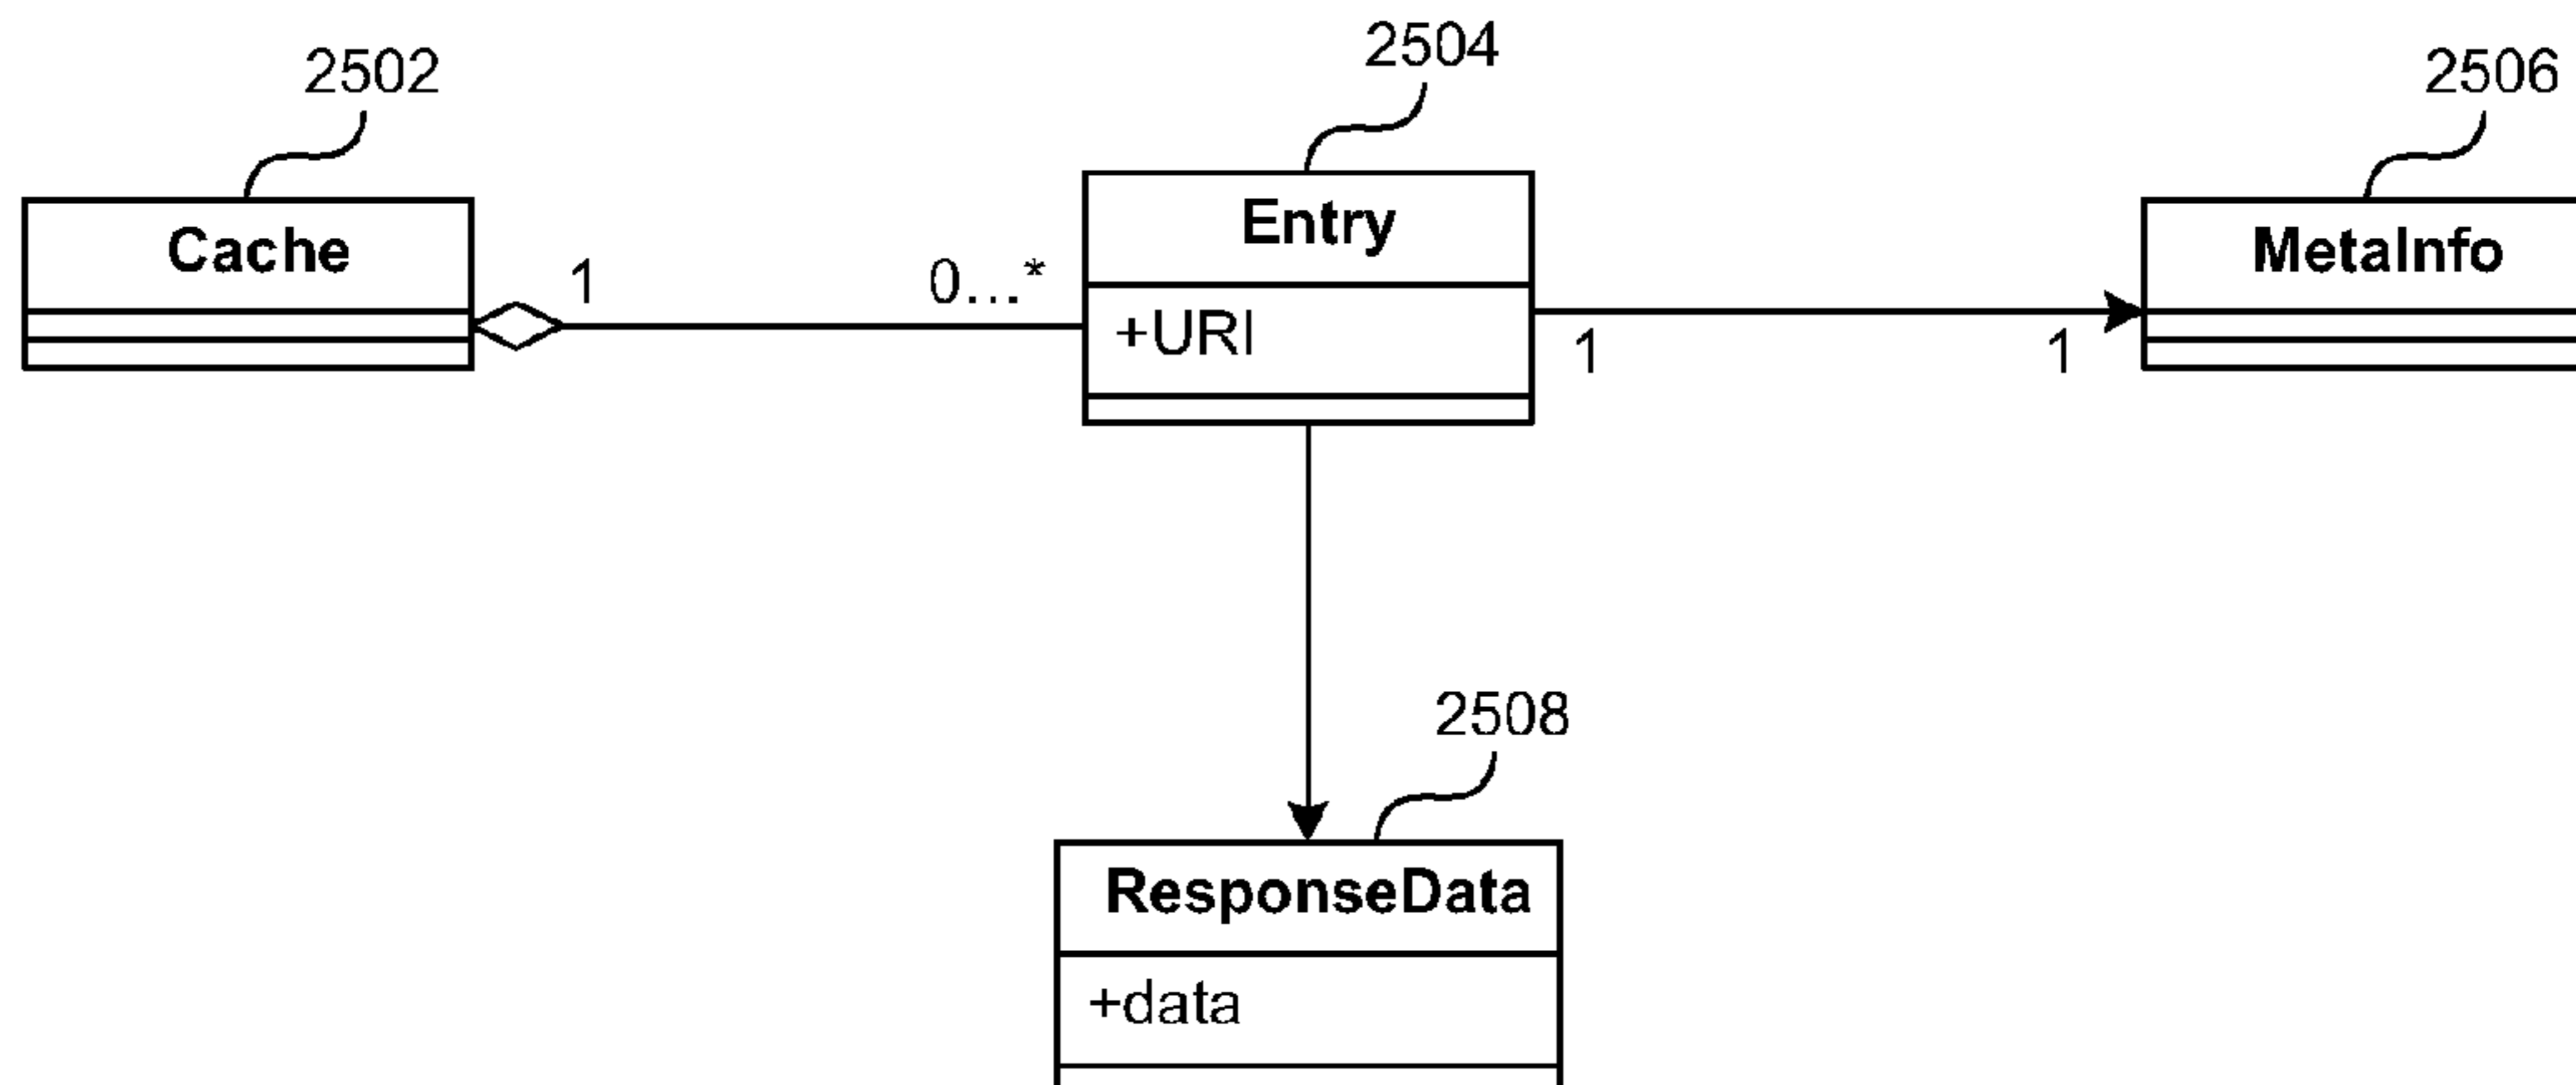 2502
2504
2506
Cache
Entry
MetaInfo
1
0...*
+URI
1
1
2508
ResponseData
+data